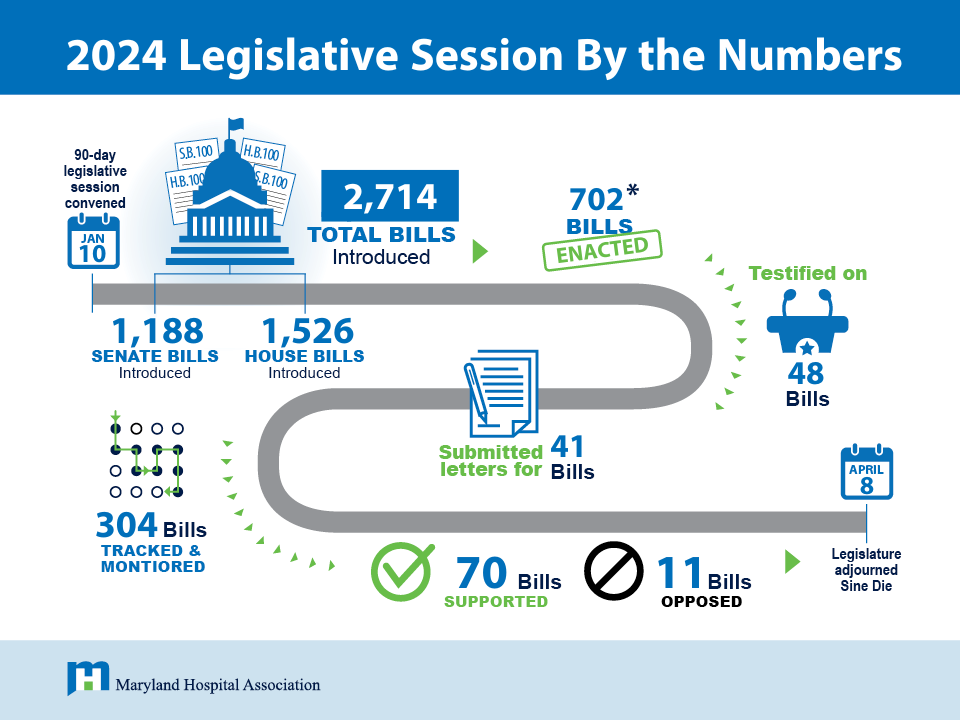 2024 Legislative Session By the Numbers
90-day
legislative
session
convened
JAN
10
S.B.100
H.B.100
H.B.100
S.B.100
2,714
TOTAL BILLS
Introduced
702*
BILLS
ENACTED
1,188
SENATE BILLS
Introduced
1,526
HOUSE BILLS
Introduced
Testified on
48
Bills
Submitted
letters for
41
Bills
304 Bills
TRACKED &
MONTIORED
70 Bills
SUPPORTED
11 Bills
OPPOSED
APRIL
8
Legislature
adjourned
Sine Die
Maryland Hospital Association